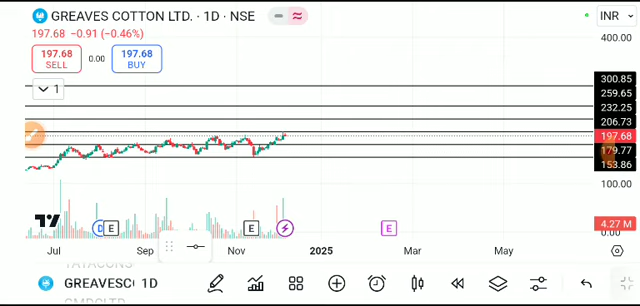 GREAVES COTTON LTD. · 1D · NSE
INR
197.68 −0.91 (−0.46%)
400.00
197.68
SELL
0.00
197.68
BUY
300.85
1
259.65
232.25
206.73
197.68
179.77
153.86
100.00
4.27 M
0.00
D
E
E
E
Jul
Sep
Nov
2025
Mar
May
TATACONS
GREAVESC
1D